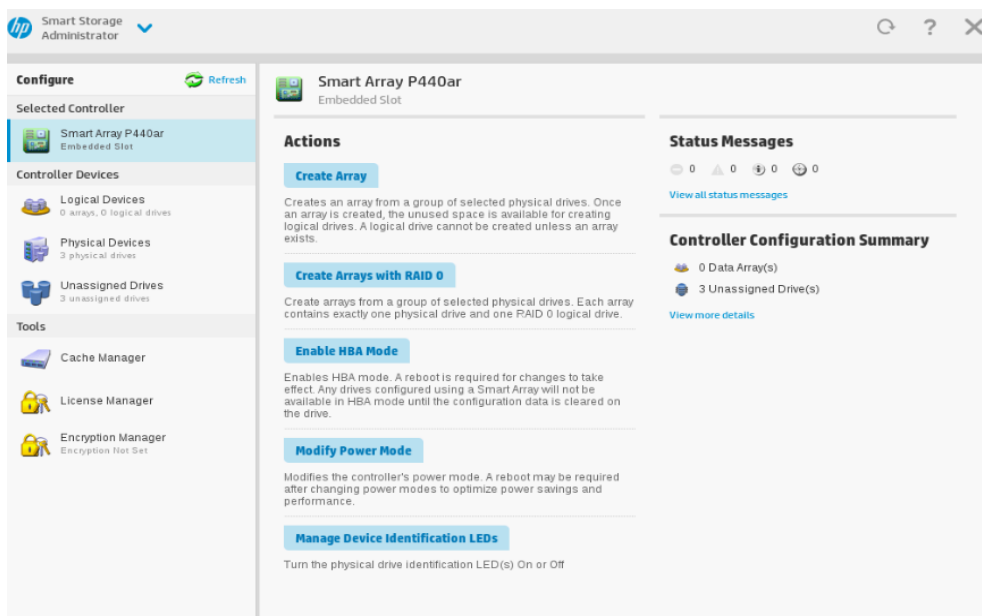 hp
Smart Storage
Administrator
?
Configure
Refresh
Selected Controller
Smart Array P440ar
Embedded Slot
Controller Devices
Logical Devices
0 arrays, 0 logical drives
Physical Devices
3 physical drives
Unassigned Drives
3 unassigned drives
Tools
Cache Manager
License Manager
Encryption Manager
Encryption Not Set
Smart Array P440ar
Embedded Slot
Actions
Create Array
Creates an array from a group of selected physical drives. Once
an array is created, the unused space is available for creating
logical drives. A logical drive cannot be created unless an array
exists.
Create Arrays with RAID 0
Create arrays from a group of selected physical drives. Each array
contains exactly one physical drive and one RAID 0 logical drive.
Enable HBA Mode
Enables HBA mode. A reboot is required for changes to take
effect. Any drives configured using a Smart Array will not be
available in HBA mode until the configuration data is cleared on
the drive.
Modify Power Mode
Modifies the controller's power mode. A reboot may be required
after changing power modes to optimize power savings and
performance.
Manage Device Identification LEDs
Turn the physical drive identification LED(s) On or Off
Status Messages
0 0 0 0
View all status messages
Controller Configuration Summary
0 Data Array(s)
3 Unassigned Drive(s)
View more details